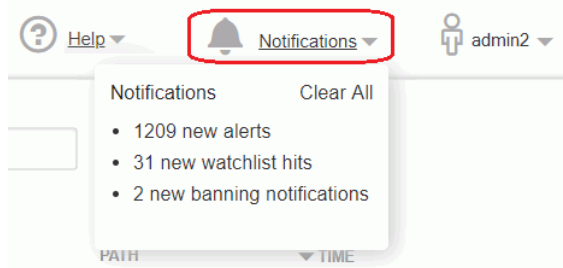 Help
Notifications
admin2
Notifications Clear All
• 1209 new alerts
• 31 new watchlist hits
• 2 new banning notifications
PATH TIME